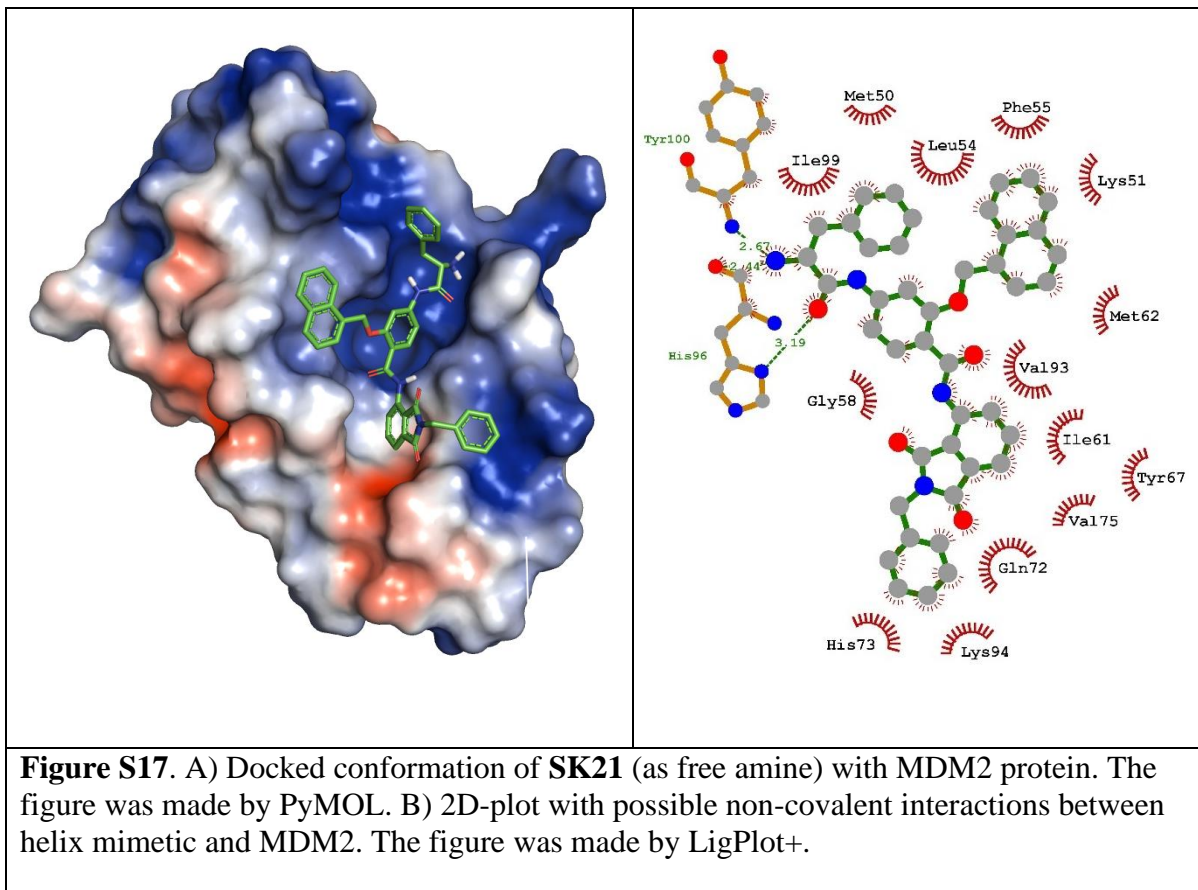 Met50
Phe55
Tyr100
Ile99
Leu54
Lys51
2.67
2.44
Met62
3.19
His96
Val93
Gly58
Ile61
Tyr67
Val75
Gln72
His73
Lys94
Figure S17. A) Docked conformation of SK21 (as free amine) with MDM2 protein. The
figure was made by PyMOL. B) 2D-plot with possible non-covalent interactions between
helix mimetic and MDM2. The figure was made by LigPlot+.